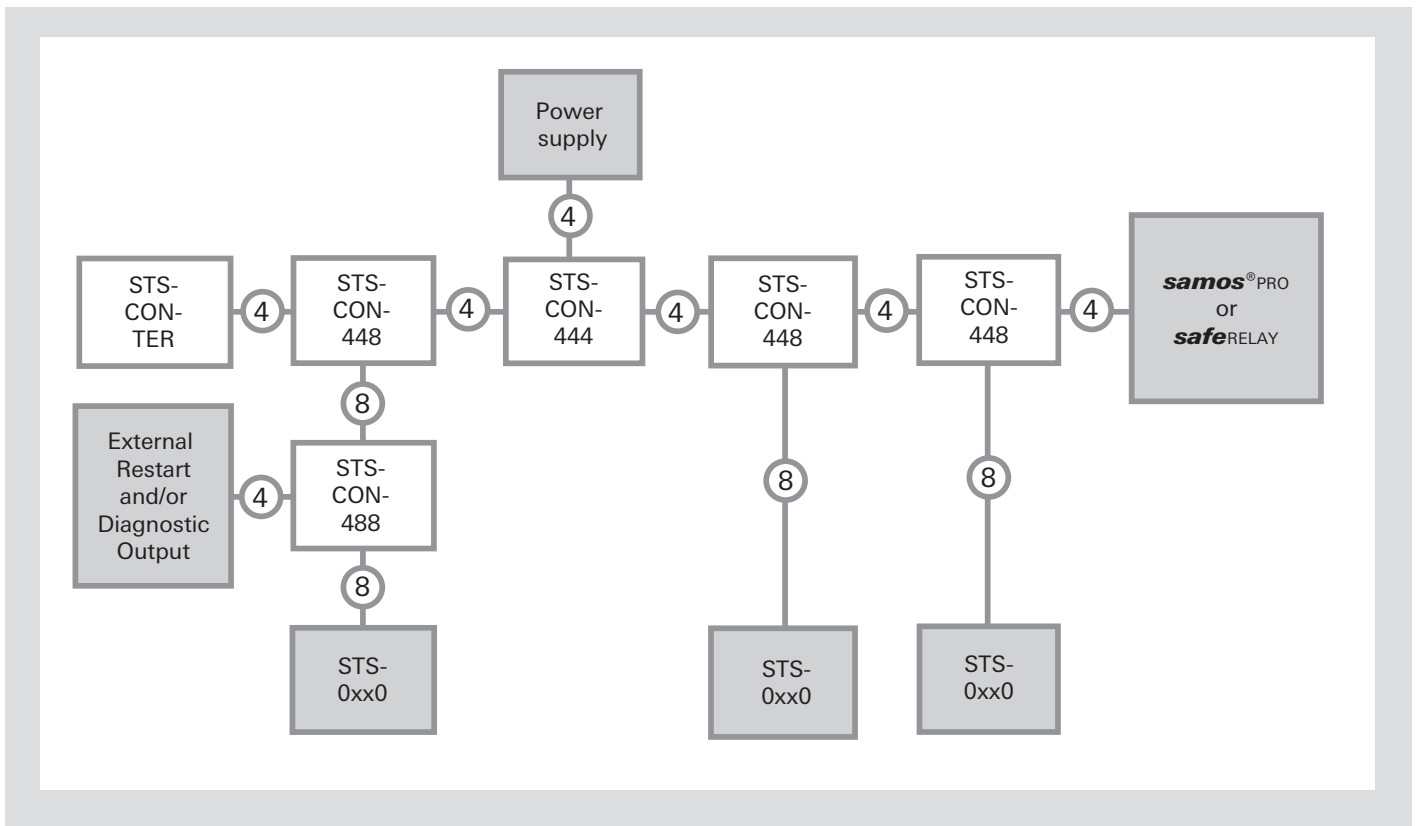 Power
supply
4
STS-
CON-
TER
4
STS-
CON-
448
4
STS-
CON-
444
4
STS-
CON-
448
4
STS-
CON-
448
4
samos®PRO
or
safeRELAY
8
External
Restart
and/or
Diagnostic
Output
4
STS-
CON-
488
8
8
8
STS-
0xx0
STS-
0xx0
STS-
0xx0